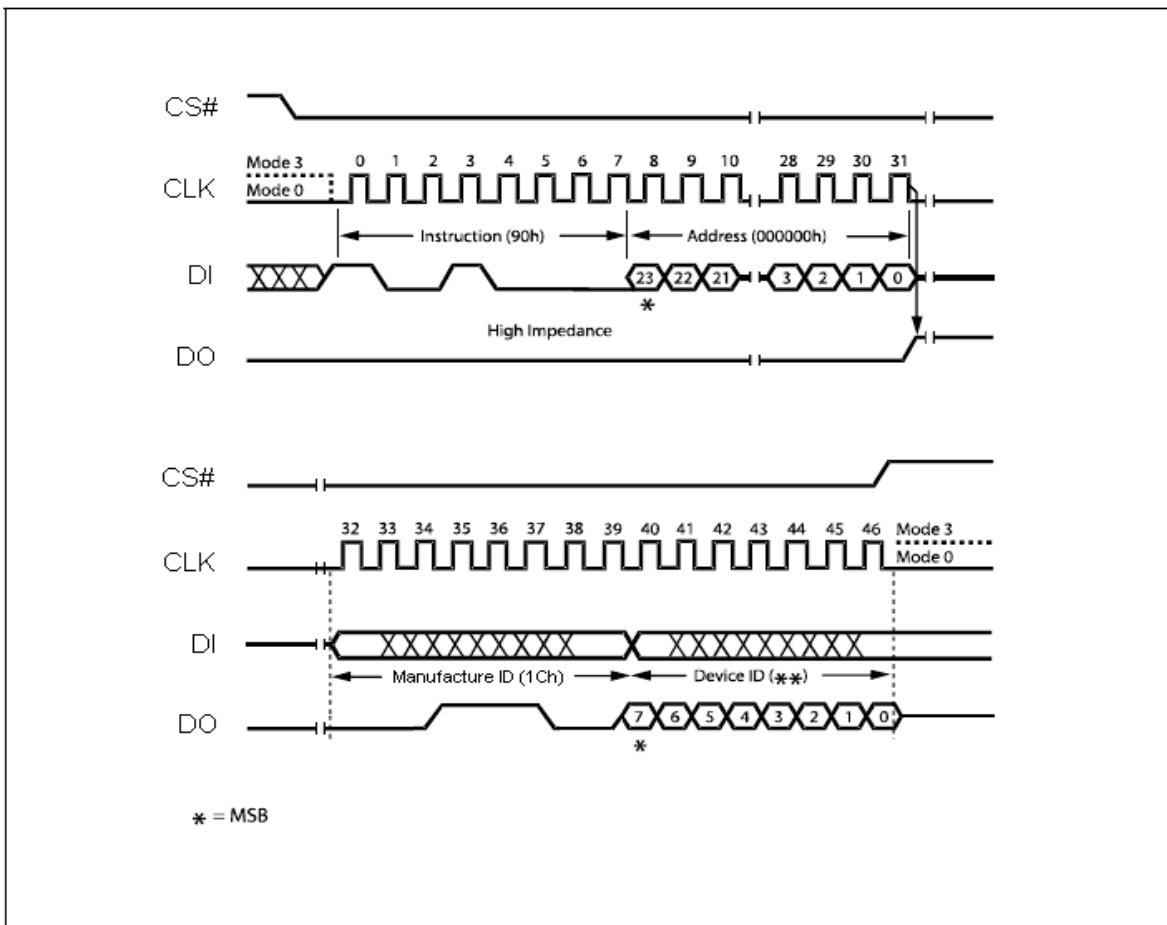 CS#
Mode 3
0 1 2 3 4 5 6 7 8 9 10 28 29 30 31
CLK
Mode 0
Instruction (90h)
Address (000000h)
DI
23 22 21 3 2 1 0
*
High Impedance
DO
CS#
32 33 34 35 36 37 38 39 40 41 42 43 44 45 46
Mode 3
CLK
Mode 0
DI
Manufacture ID (1Ch)
Device ID (**)
DO
7 6 5 4 3 2 1 0
*
* = MSB